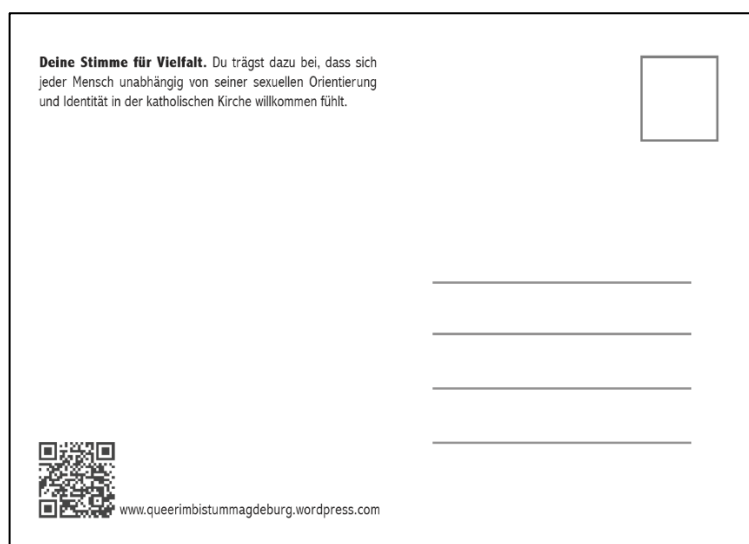 Deine Stimme für Vielfalt. Du trägst dazu bei, dass sich
jeder Mensch unabhängig von seiner sexuellen Orientierung
und Identität in der katholischen Kirche willkommen fühlt.
www.queerimbistummagdeburg.wordpress.com